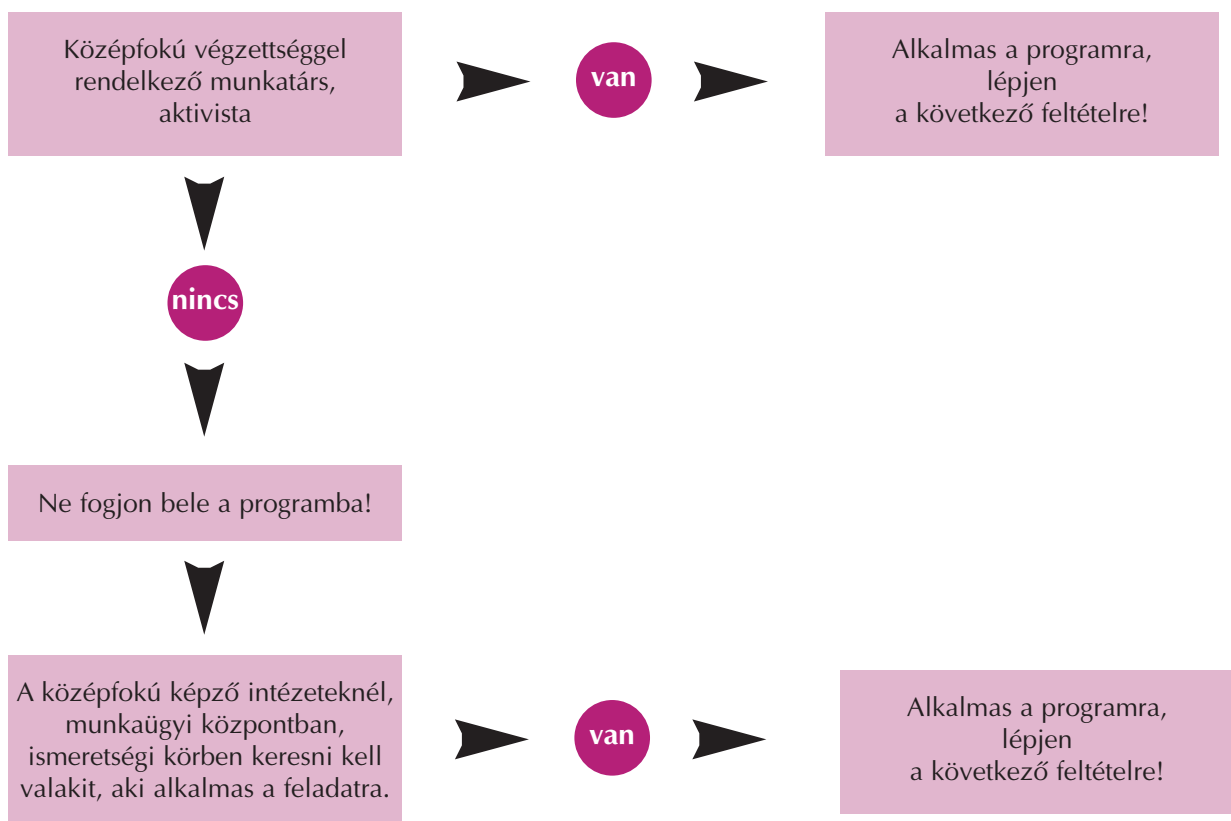 Középfokú végzettséggel
rendelkező munkatárs,
aktivista
van
Alkalmas a programra,
lépjen
a következő feltételre!
nincs
Ne fogjon bele a programba!
A középfokú képző intézeteknél,
munkaügyi központban,
ismeretségi körben keresni kell
valakit, aki alkalmas a feladatra.
van
Alkalmas a programra,
lépjen
a következő feltételre!